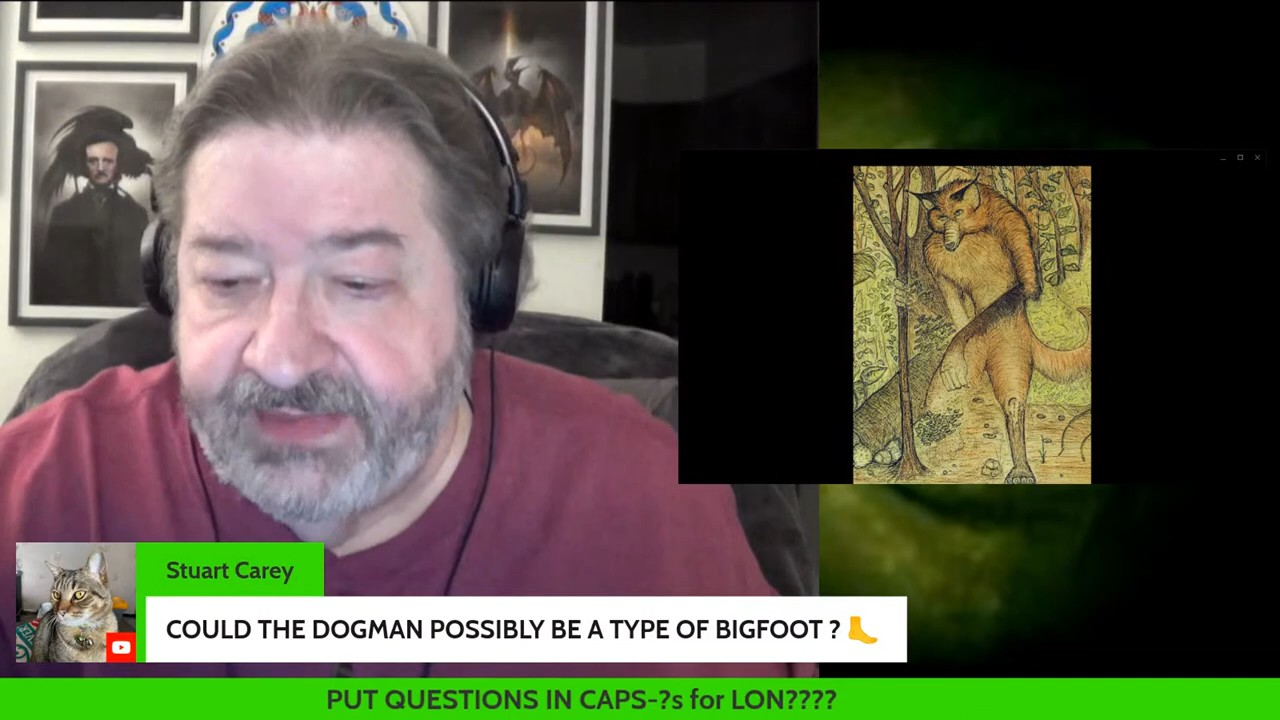 Stuart Carey
COULD THE DOGMAN POSSIBLY BE A TYPE OF BIGFOOT ? 🦶
PUT QUESTIONS IN CAPS-?s for LON????